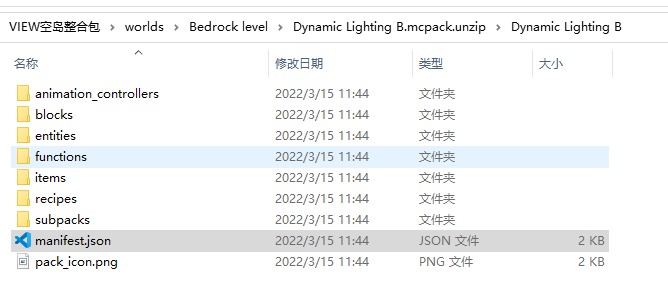 VIEW空岛整合包 › worlds › Bedrock level › Dynamic Lighting B.mcpack.unzip › Dynamic Lighting B
名称 修改日期 类型 大小
animation_controllers 2022/3/15 11:44 文件夹
blocks 2022/3/15 11:44 文件夹
entities 2022/3/15 11:44 文件夹
functions 2022/3/15 11:44 文件夹
items 2022/3/15 11:44 文件夹
recipes 2022/3/15 11:44 文件夹
subpacks 2022/3/15 11:44 文件夹
manifest.json 2022/3/15 11:44 JSON 文件 2 KB
pack_icon.png 2022/3/15 11:44 PNG 文件 2 KB